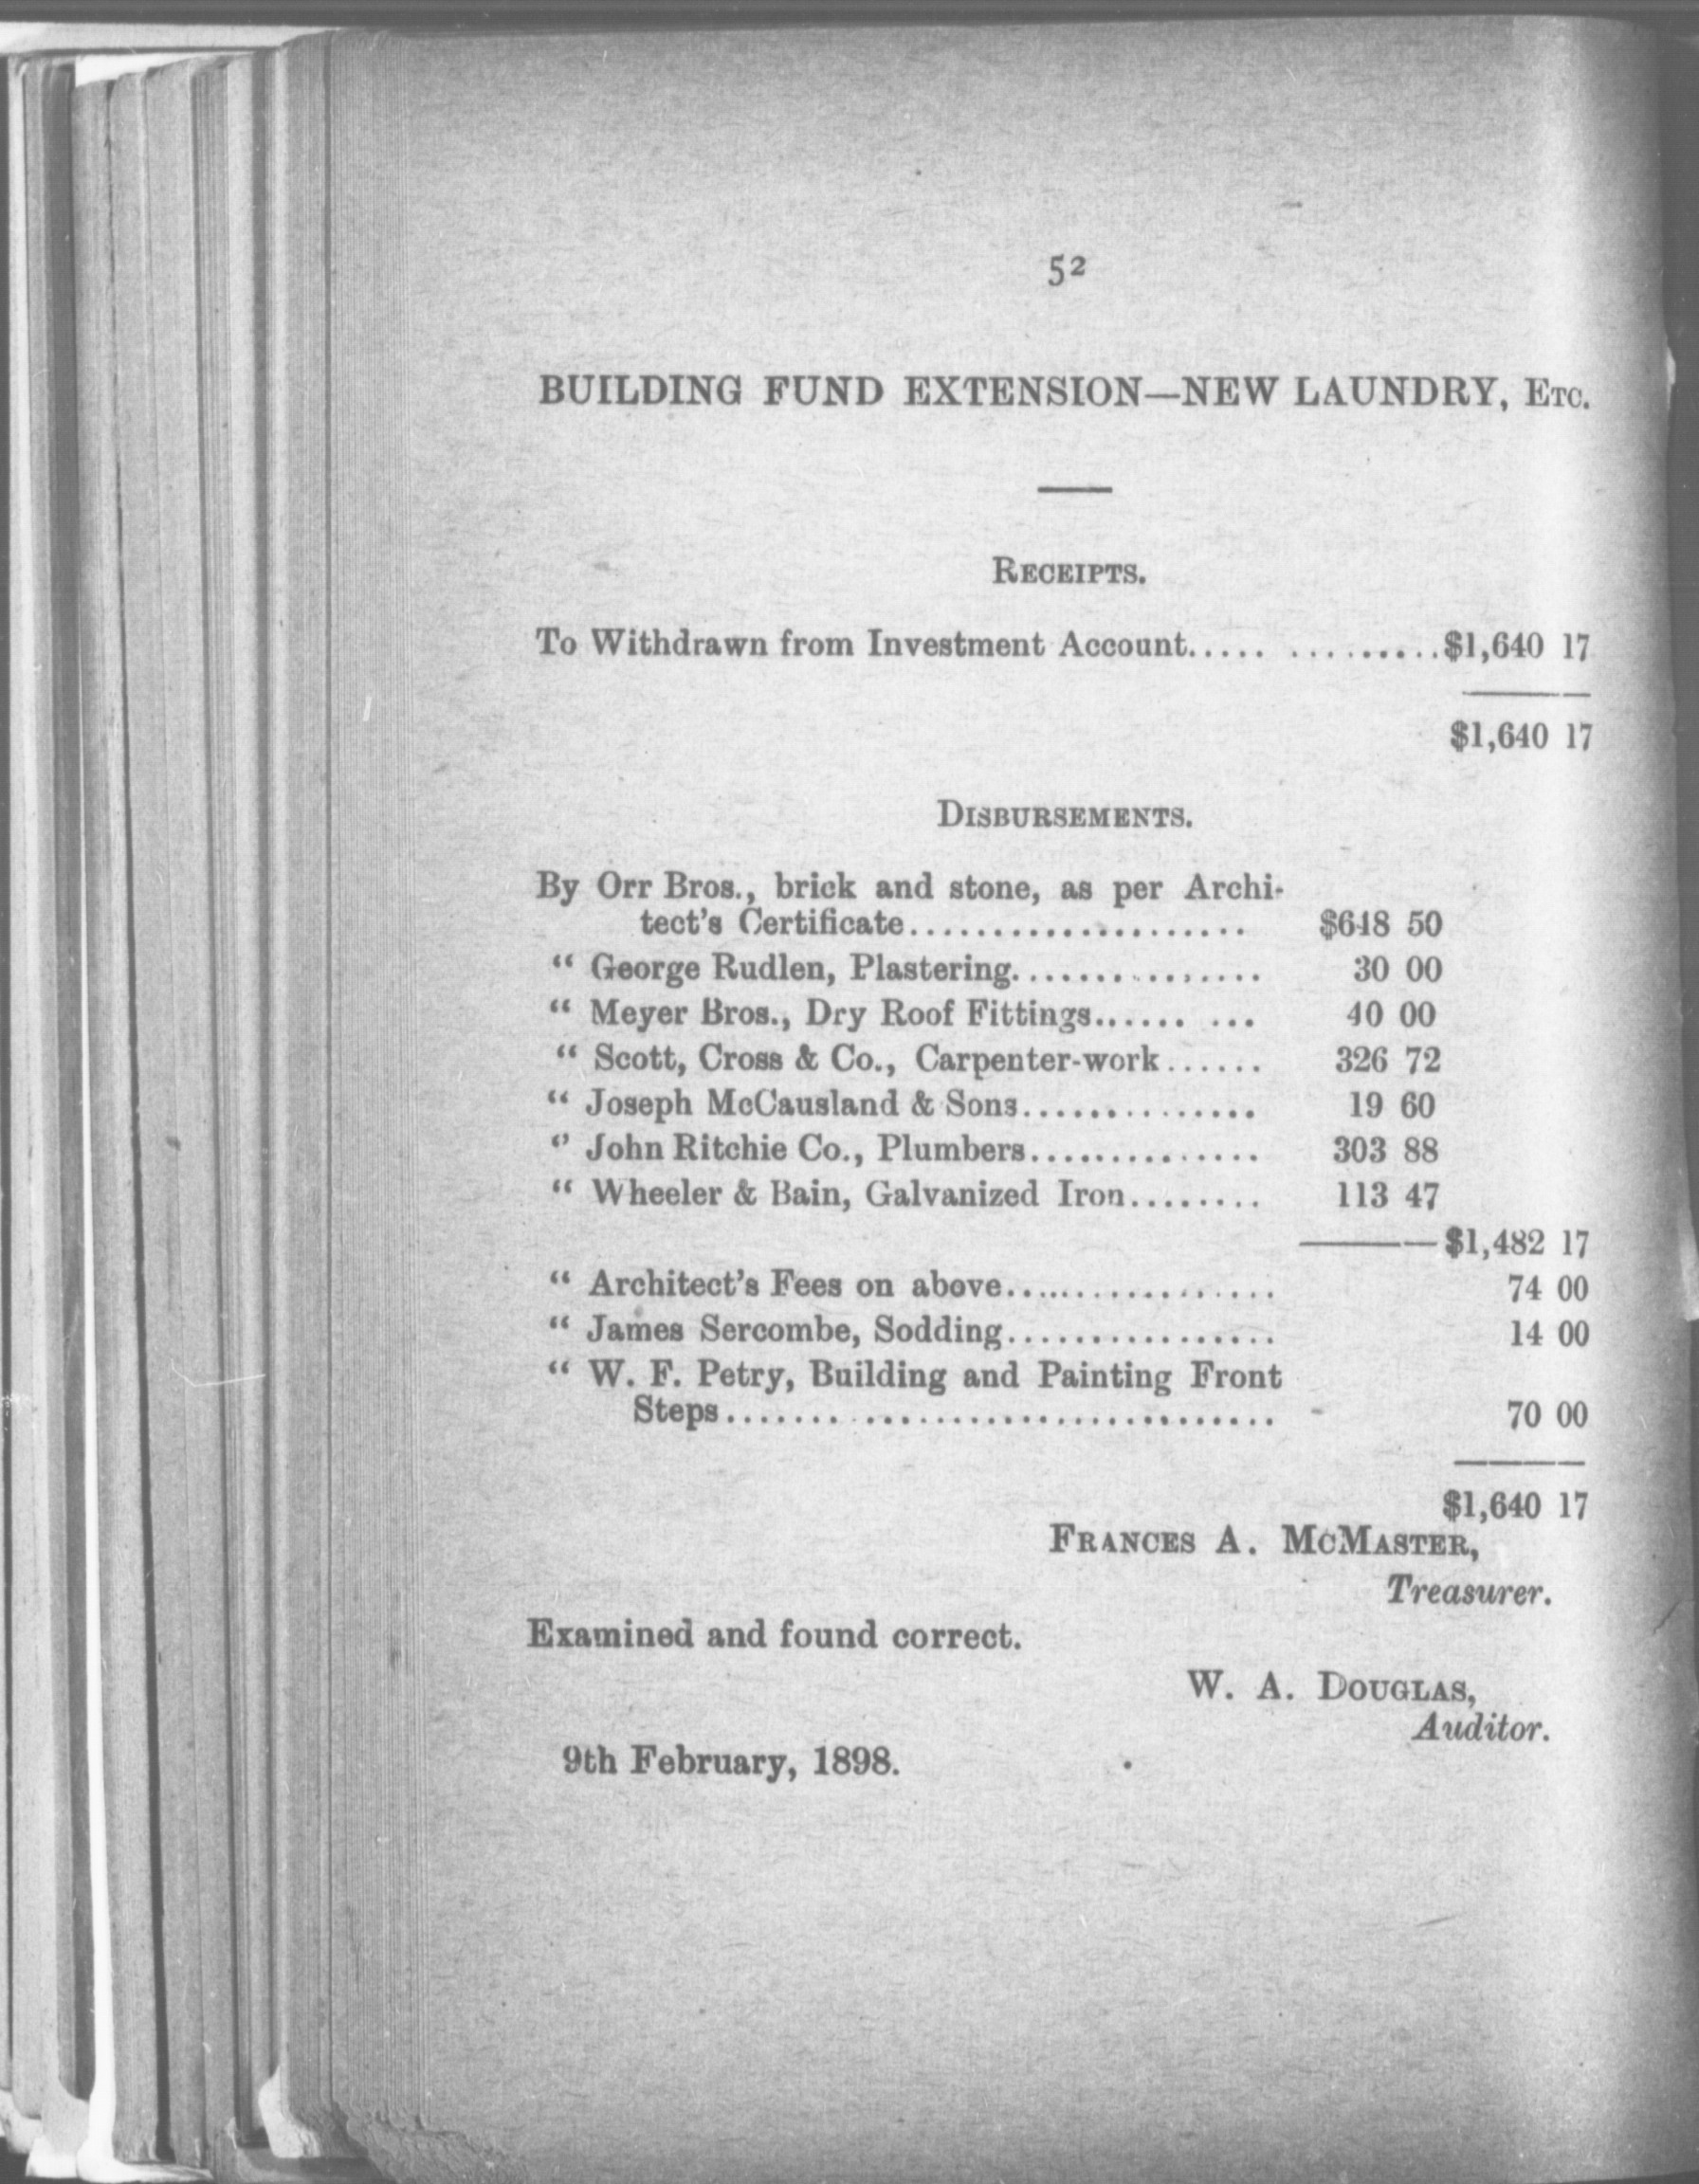 52
BUILDING FUND EXTENSION—NEW LAUNDRY, ETC.
RECEIPTS.
To Withdrawn from Investment Account..... ..........$1,640 17
$1,640 17
DISBURSEMENTS.
By Orr Bros., brick and stone, as per Archi-
tect's Certificate..................... $648 50
“ George Rudlen, Plastering................ 30 00
“ Meyer Bros., Dry Roof Fittings...... ... 40 00
“ Scott, Cross & Co., Carpenter-work...... 326 72
“ Joseph McCausland & Sons.............. 19 60
“ John Ritchie Co., Plumbers.............. 303 88
“ Wheeler & Bain, Galvanized Iron........ 113 47
$1,482 17
“ Architect's Fees on above................ 74 00
“ James Sercombe, Sodding................ 14 00
“ W. F. Petry, Building and Painting Front
Steps....... .............................. 70 00
$1,640 17
FRANCES A. MCMASTER,
Treasurer.
Examined and found correct.
W. A. DOUGLAS,
Auditor.
9th February, 1898.